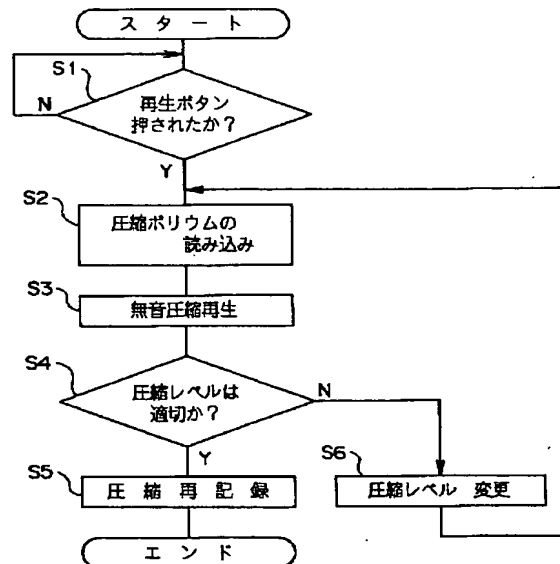 スタート
S1
再生ボタン
押されたか？
N
Y
S2
圧縮ボリウムの
読み込み
S3
無音圧縮再生
S4
圧縮レベルは
適切か？
N
Y
S5
圧縮再記録
S6
圧縮レベル 変更
エンド